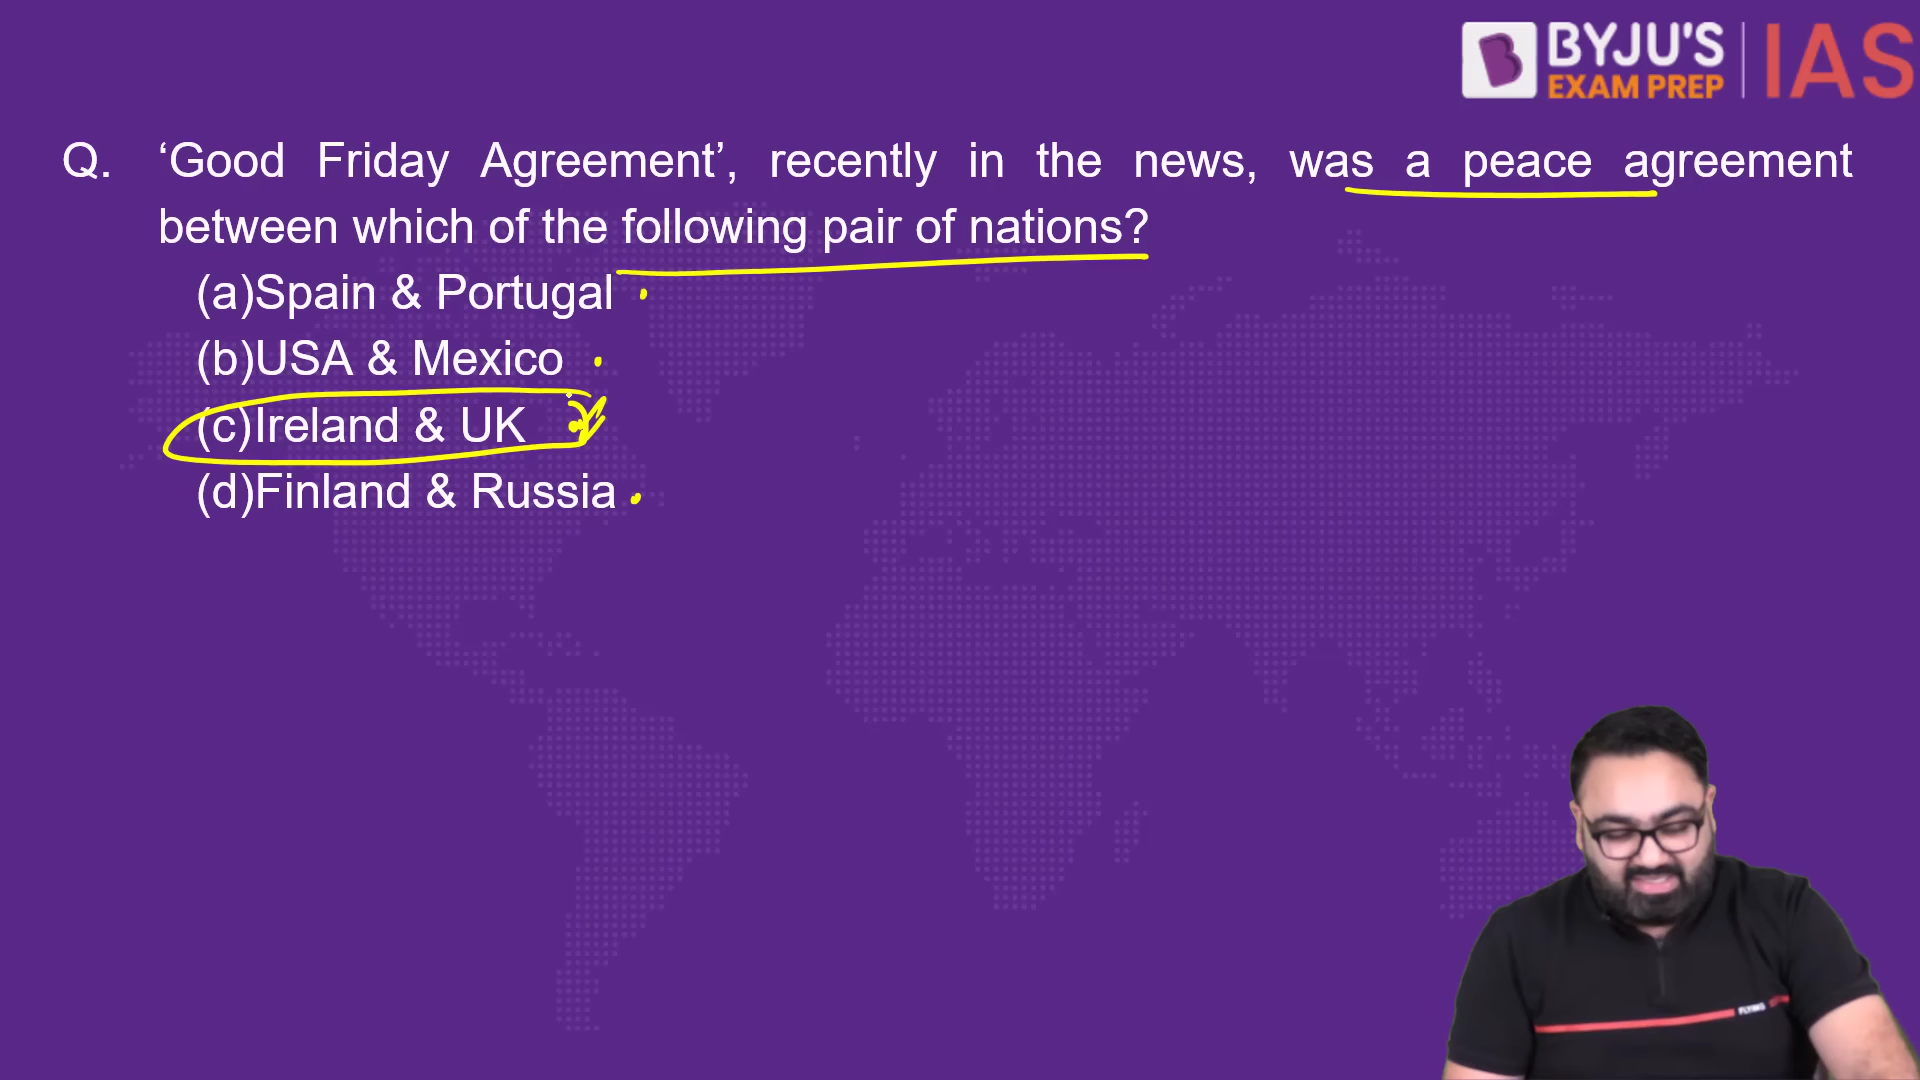 BYJU'S
EXAM PREP
IAS
Q. ‘Good Friday Agreement’, recently in the news, was a peace agreement
between which of the following pair of nations?
(a)Spain & Portugal
(b)USA & Mexico
(c)Ireland & UK
(d)Finland & Russia
FLYING